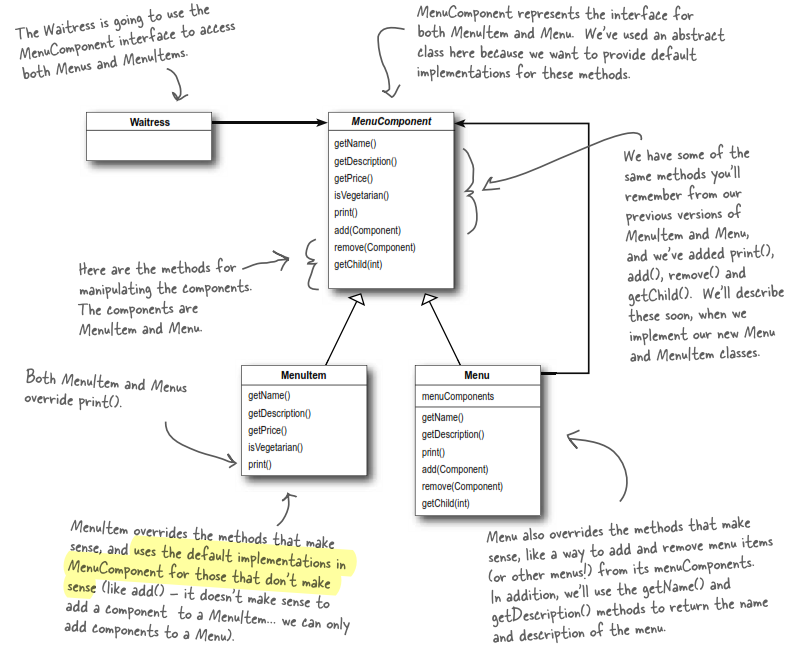 The Waitress is going to use the
MenuComponent interface to access
both Menus and MenuItems.
MenuComponent represents the interface for
both MenuItem and Menu. We've used an abstract
class here because we want to provide default
implementations for these methods.
Waitress
MenuComponent
getName()
getDescription()
getPrice()
isVegetarian()
print()
add(Component)
remove(Component)
getChild(int)
We have some of the
same methods you'll
remember from our
previous versions of
MenuItem and Menu,
and we've added print(),
add(), remove() and
getChild(). We'll describe
these soon, when we
implement our new Menu
and MenuItem classes.
Here are the methods for
manipulating the components.
The components are
MenuItem and Menu.
Both MenuItem and Menus
override print().
MenuItem
getName()
getDescription()
getPrice()
isVegetarian()
print()
Menu
menuComponents
getName()
getDescription()
print()
add(Component)
remove(Component)
getChild(int)
MenuItem overrides the methods that make
sense, and uses the default implementations in
MenuComponent for those that don't make
sense (like add() – it doesn't make sense to
add a component to a MenuItem... we can only
add components to a Menu).
Menu also overrides the methods that make
sense, like a way to add and remove menu items
(or other menus!) from its menuComponents.
In addition, we'll use the getName() and
getDescription() methods to return the name
and description of the menu.